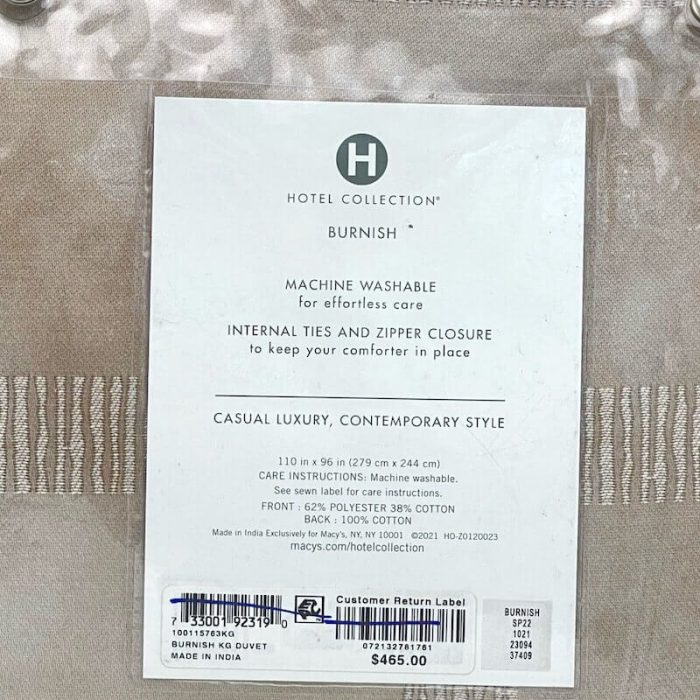 H
HOTEL COLLECTION®
BURNISH
MACHINE WASHABLE
for effortless care
INTERNAL TIES AND ZIPPER CLOSURE
to keep your comforter in place
CASUAL LUXURY, CONTEMPORARY STYLE
110 in x 96 in (279 cm x 244 cm)
CARE INSTRUCTIONS: Machine washable.
See sewn label for care instructions.
FRONT : 62% POLYESTER 38% COTTON
BACK : 100% COTTON
Made in India Exclusively for Macy's, NY, NY 10001 ©2021 HO-Z0120023
macys.com/hotelcollection
7 33001 92319 0
100115763KG
BURNISH KG DUVET
MADE IN INDIA
Customer Return Label
072132781761
$465.00
BURNISH
SP22
1021
23094
37409